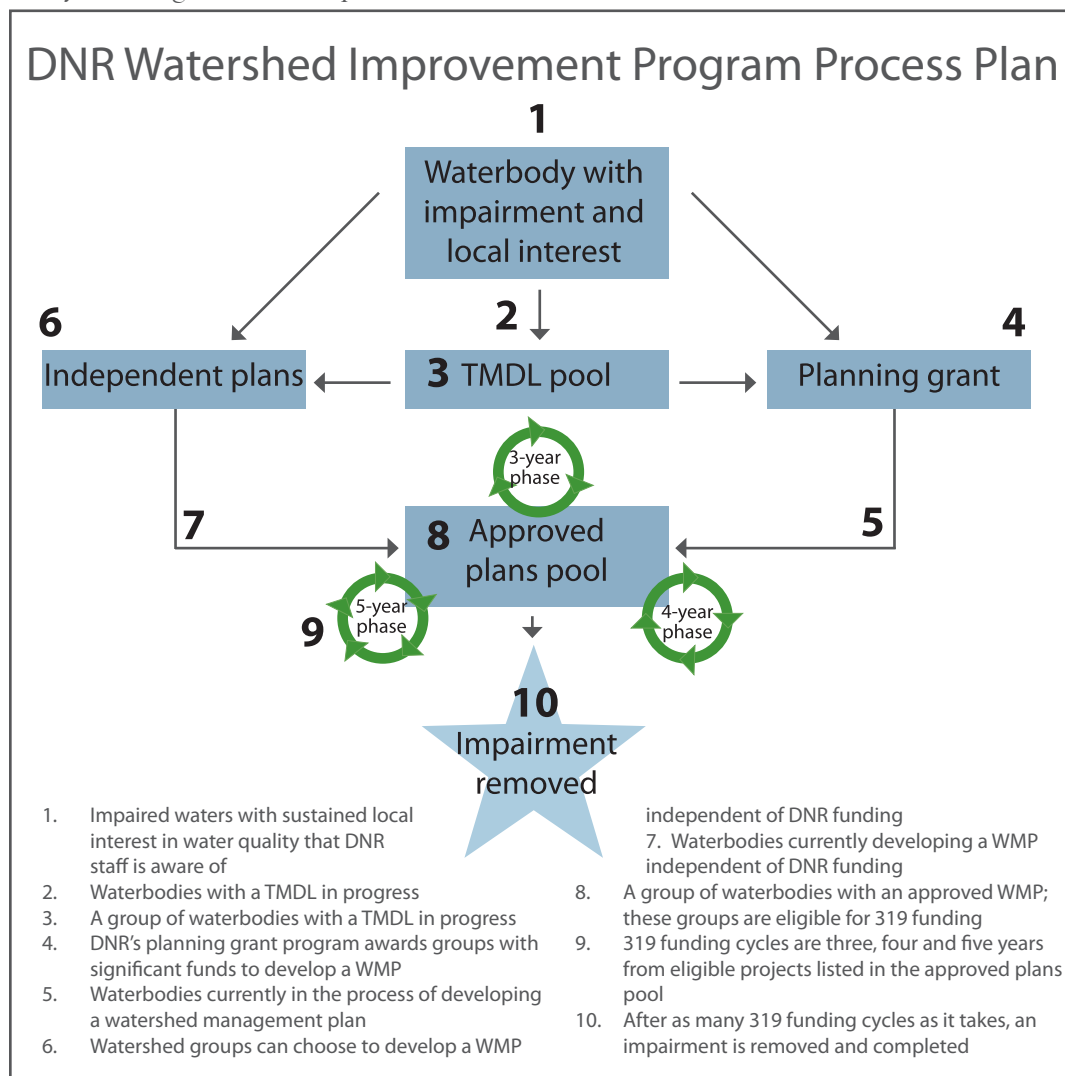 DNR Watershed Improvement Program Process Plan
1
Waterbody with
impairment and
local interest
2
6
4
Independent plans
3 TMDL pool
Planning grant
3-year
phase
7
8 Approved
plans pool
5
5-year
phase
4-year
phase
9
10
Impairment
removed
1. Impaired waters with sustained local
interest in water quality that DNR
staff is aware of
2. Waterbodies with a TMDL in progress
3. A group of waterbodies with a TMDL in progress
4. DNR's planning grant program awards groups with
significant funds to develop a WMP
5. Waterbodies currently in the process of developing
a watershed management plan
6. Watershed groups can choose to develop a WMP
independent of DNR funding
7. Waterbodies currently developing a WMP
independent of DNR funding
8. A group of waterbodies with an approved WMP;
these groups are eligible for 319 funding
9. 319 funding cycles are three, four and five years
from eligible projects listed in the approved plans
pool
10. After as many 319 funding cycles as it takes, an
impairment is removed and completed